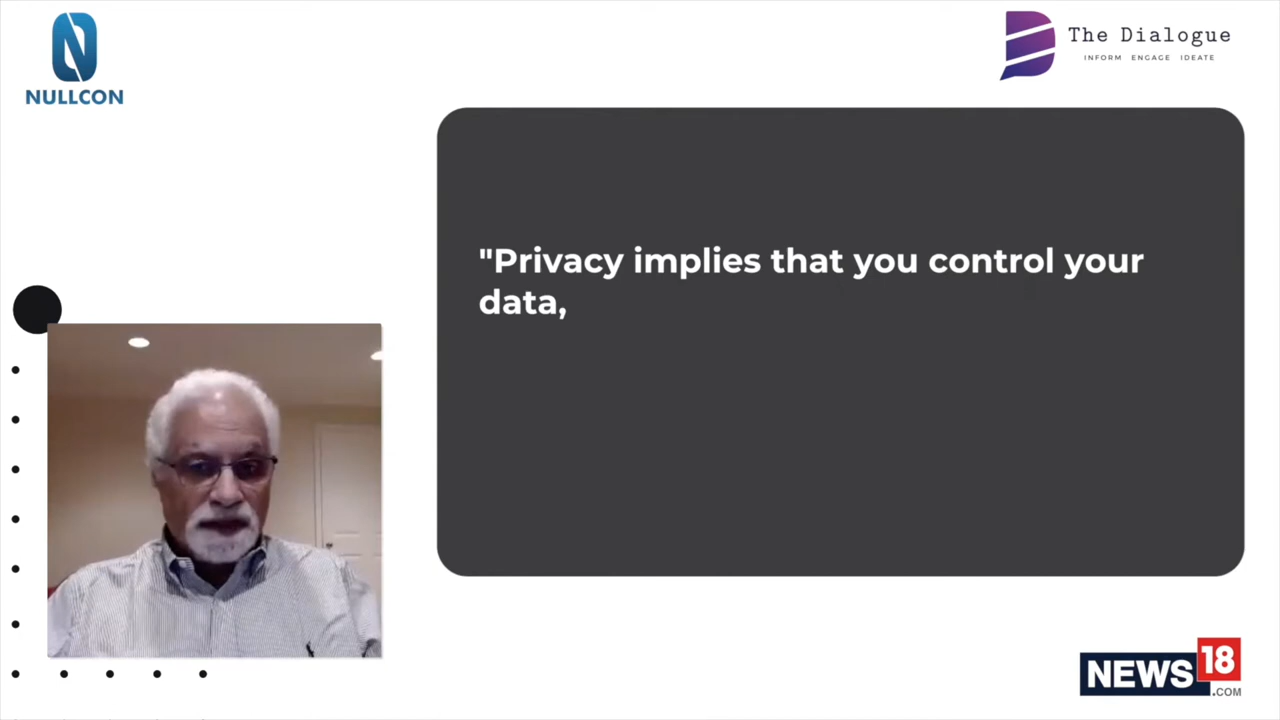 NULLCON
The Dialogue
INFORM ENGAGE IDEATE
"Privacy implies that you control your
data,
NEWS18
.COM